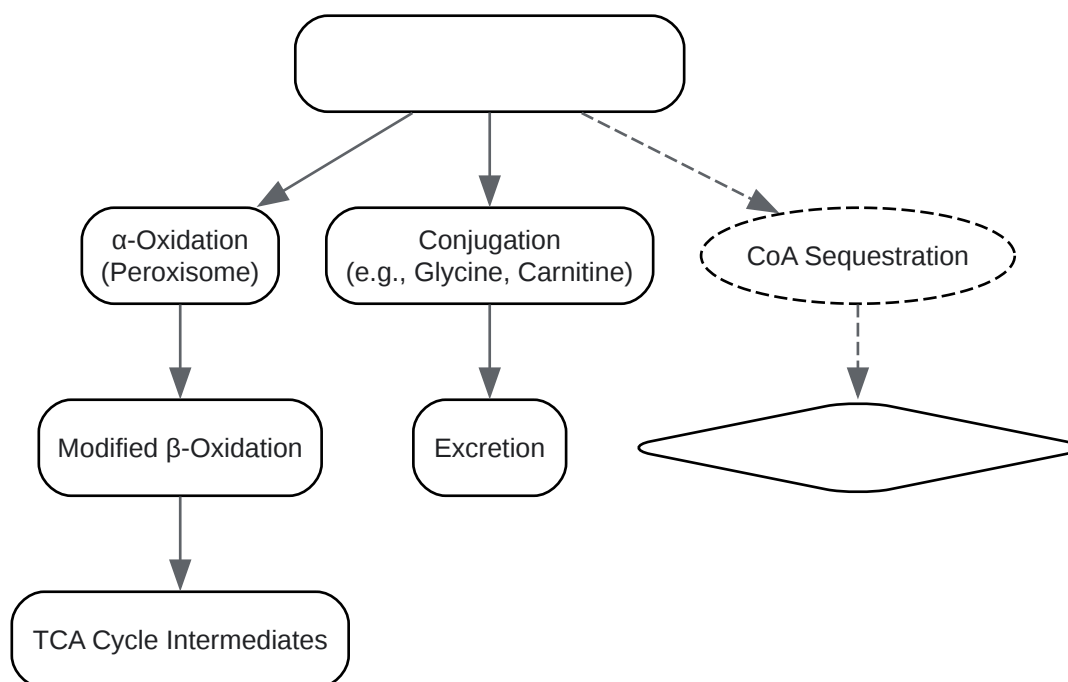 α-Oxidation
(Peroxisome)
Conjugation
(e.g., Glycine, Carnitine)
CoA Sequestration
Modified β-Oxidation
Excretion
TCA Cycle Intermediates